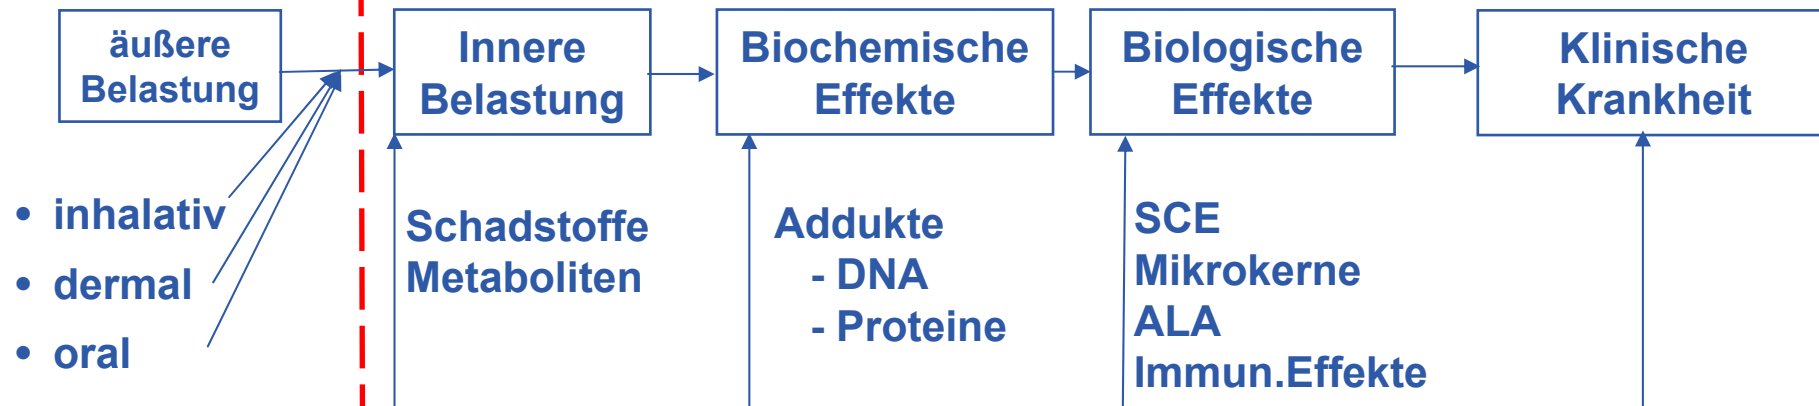 äußere
Belastung
Innere
Belastung
Biochemische
Effekte
Biologische
Effekte
Klinische
Krankheit
• inhalativ
• dermal
• oral
Schadstoffe
Metaboliten
Addukte
- DNA
- Proteine
SCE
Mikrokerne
ALA
Immun.Effekte